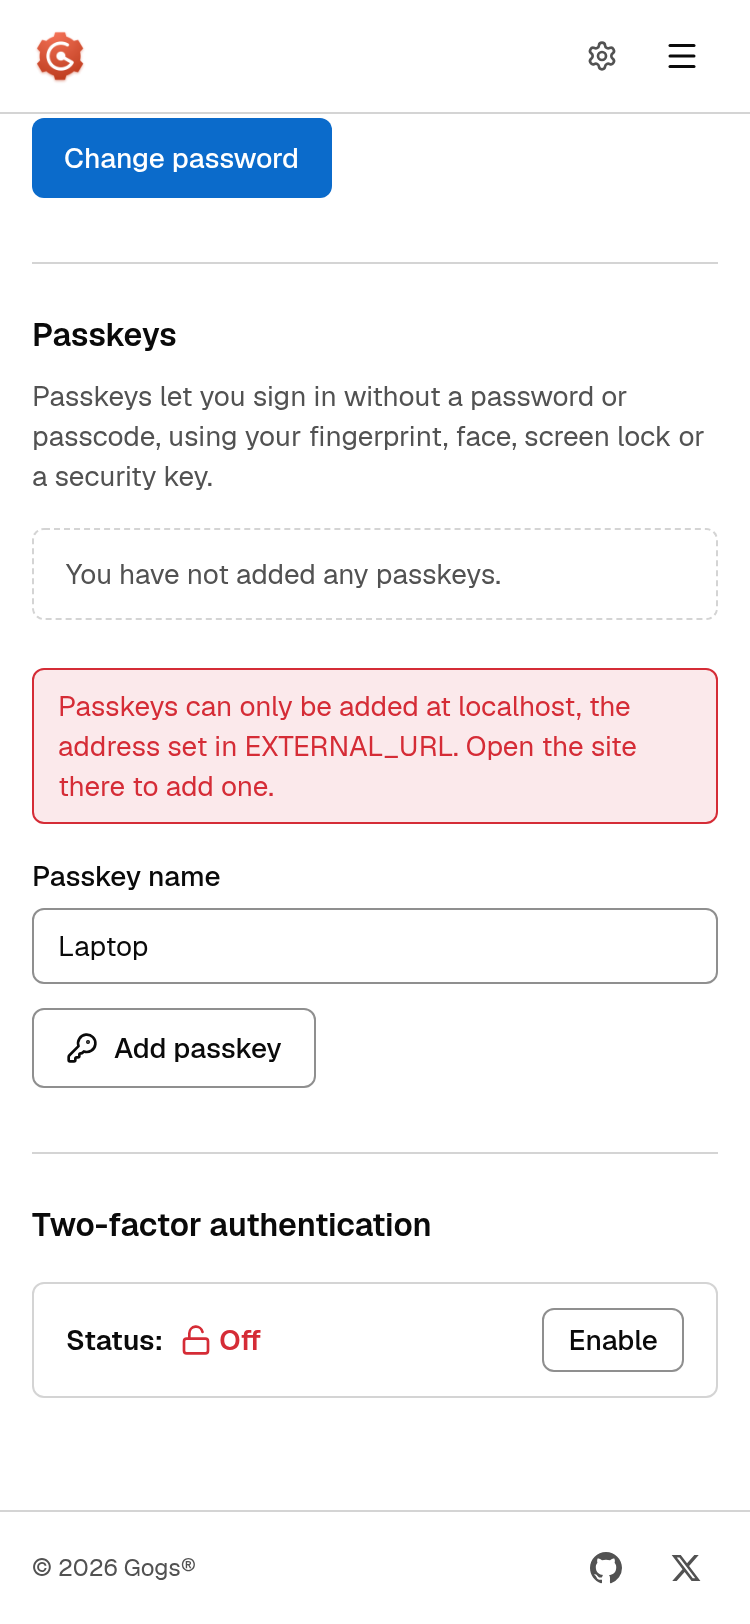 Change password
Passkeys
Passkeys let you sign in without a password or
passcode, using your fingerprint, face, screen lock or
a security key.
You have not added any passkeys.
Passkeys can only be added at localhost, the
address set in EXTERNAL_URL. Open the site
there to add one.
Passkey name
Laptop
Add passkey
Two-factor authentication
Status: Off
Enable
© 2026 Gogs®